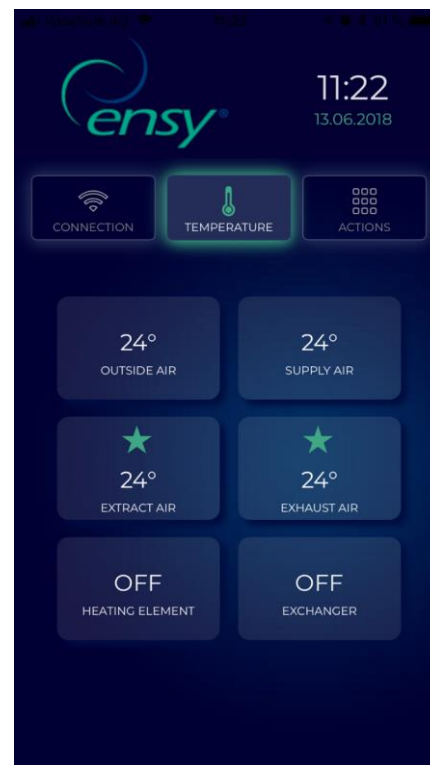 ensy®
11:22
13.06.2018
CONNECTION
TEMPERATURE
ACTIONS
24°
OUTSIDE AIR
24°
SUPPLY AIR
24°
EXTRACT AIR
24°
EXHAUST AIR
OFF
HEATING ELEMENT
OFF
EXCHANGER